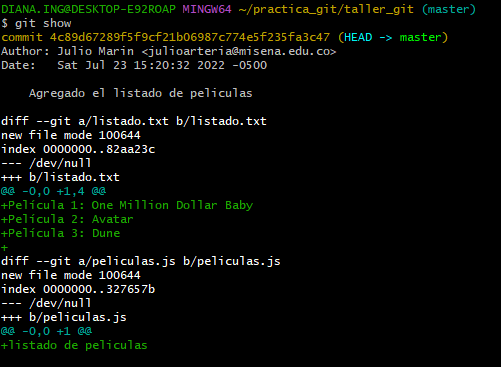 DIANA.ING@DESKTOP-E92ROAP MINGW64 ~/practica_git/taller_git (master)
$ git show
commit 4c89d67289f5f9cf21b06987c774e5f235fa3c47 (HEAD -> master)
Author: Julio Marin <julioarteria@misena.edu.co>
Date:   Sat Jul 23 15:20:32 2022 -0500

    Agregado el listado de peliculas

diff --git a/listado.txt b/listado.txt
new file mode 100644
index 0000000..82aa23c
--- /dev/null
+++ b/listado.txt
@@ -0,0 +1,4 @@
+Película 1: One Million Dollar Baby
+Película 2: Avatar
+Película 3: Dune
+
diff --git a/peliculas.js b/peliculas.js
new file mode 100644
index 0000000..327657b
--- /dev/null
+++ b/peliculas.js
@@ -0,0 +1 @@
+listado de peliculas